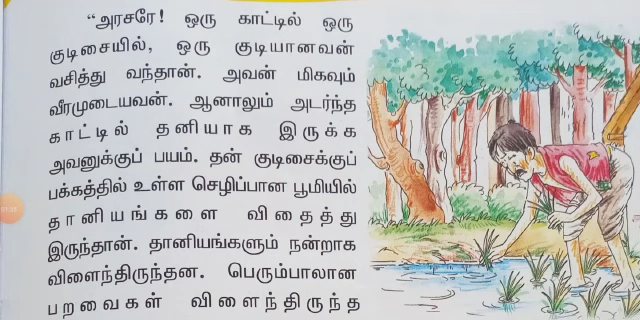 “அரசரே! ஒரு காட்டில் ஒரு
குடிசையில், ஒரு குடியானவன்
வசித்து வந்தான். அவன் மிகவும்
வீரமுடையவன். ஆனாலும் அடர்ந்த
காட்டில் தனியாக இருக்க
அவனுக்குப் பயம். தன் குடிசைக்குப்
பக்கத்தில் உள்ள செழிப்பான பூமியில்
தானியங்களை விதைத்து
இருந்தான். தானியங்களும் நன்றாக
விளைந்திருந்தன. பெரும்பாலான
பறவைகள் விளைந்திருந்த